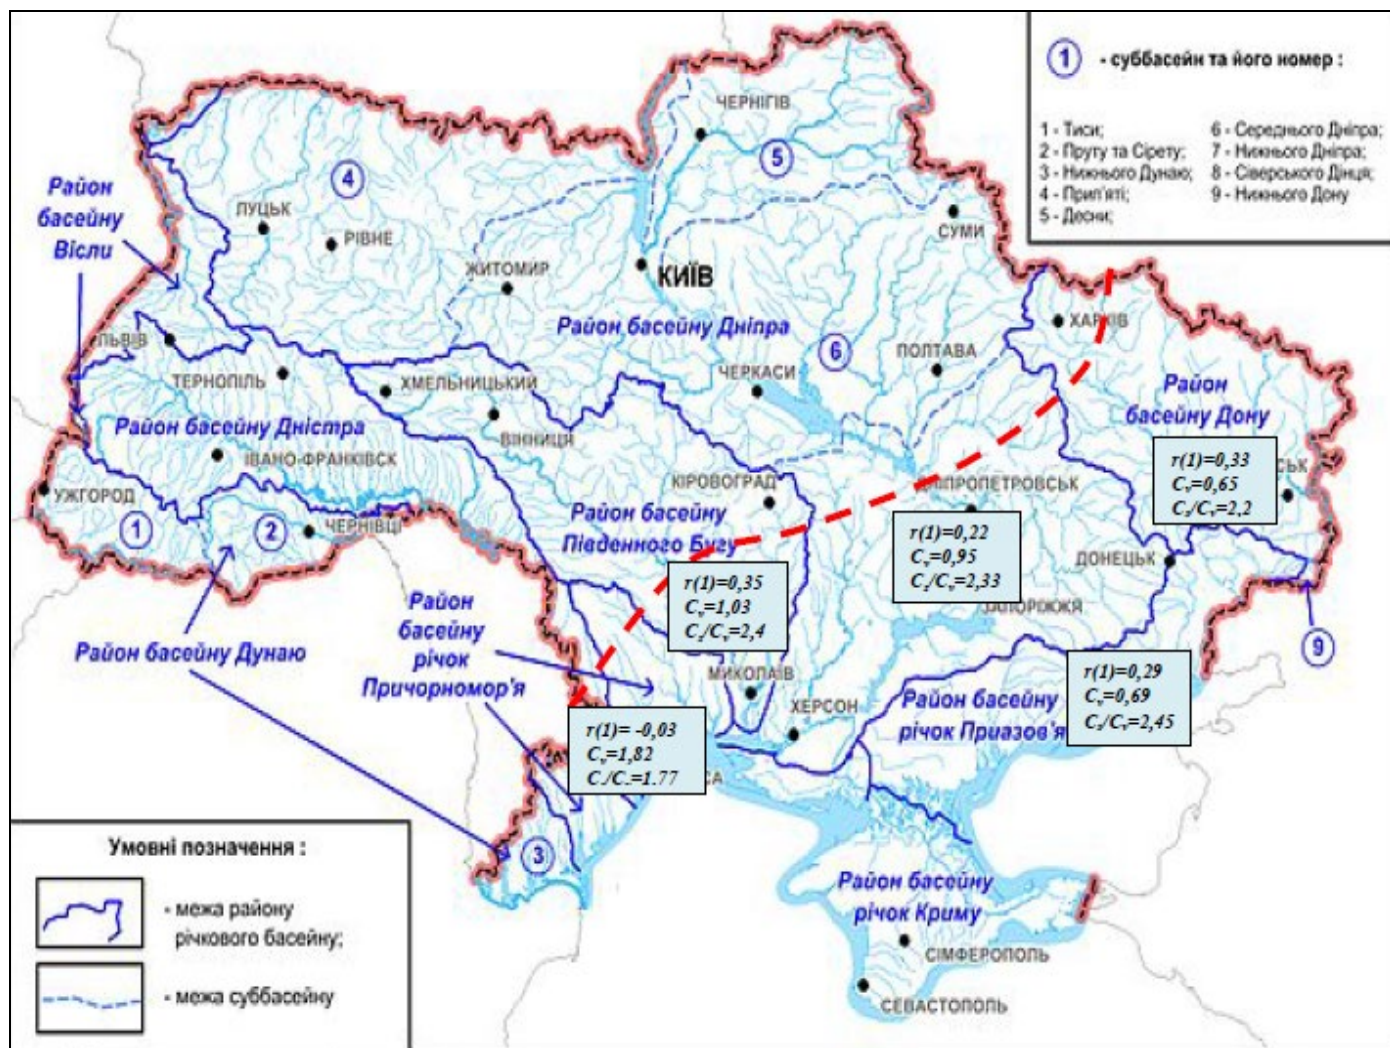 1 - суббасейн та його номер :
1 - Тиси;
2 - Пруту та Сірету;
3 - Нижнього Дунаю;
4 - Прип'яті;
5 - Десни;
6 - Середнього Дніпра;
7 - Нижнього Дніпра;
8 - Сіверського Дінця;
9 - Нижнього Дону
ЧЕРНІГІВ
5
4
Район
басейну
Вісли
ЛУЦЬК
РІВНЕ
СУМИ
ЖИТОМИР
КИЇВ
Район басейну Дніпра
ХАРКІВ
ЛЬВІВ
6
ПОЛТАВА
ТЕРНОПІЛЬ
ХМЕЛЬНИЦЬКИЙ
ЧЕРКАСИ
Район
басейну Дону
Район басейну Дністра
ВІННИЦЯ
ІВАНО-ФРАНКІВСК
r(1)=0,33
Cv=0,65
Cs/Cv=2,2
СЬК
УЖГОРОД
КІРОВОГРАД
ДНІПРОПЕТРОВСЬК
1
2
ЧЕРНІВЦІ
Район басейну
Південного Бугу
r(1)=0,22
Cv=0,95
Cs/Cv=2,33
ДОНЕЦЬК
r(1)=0,35
Cv=1,03
Cs/Cv=2,4
ЗАПОРІЖЖЯ
Район
басейну
річок
Причорномор'я
Район басейну Дунаю
9
МИКОЛАЇВ
ХЕРСОН
r(1)=0,29
Cv=0,69
Cs/Cv=2,45
Район басейну
річок Приазов'я
r(1)= -0,03
Cv=1,82
C-/C-=1.77
СА
3
Район басейну
річок Криму
СІМФЕРОПОЛЬ
СЕВАСТОПОЛЬ
Умовні позначення :
- межа району
річкового басейну;
- межа суббасейну